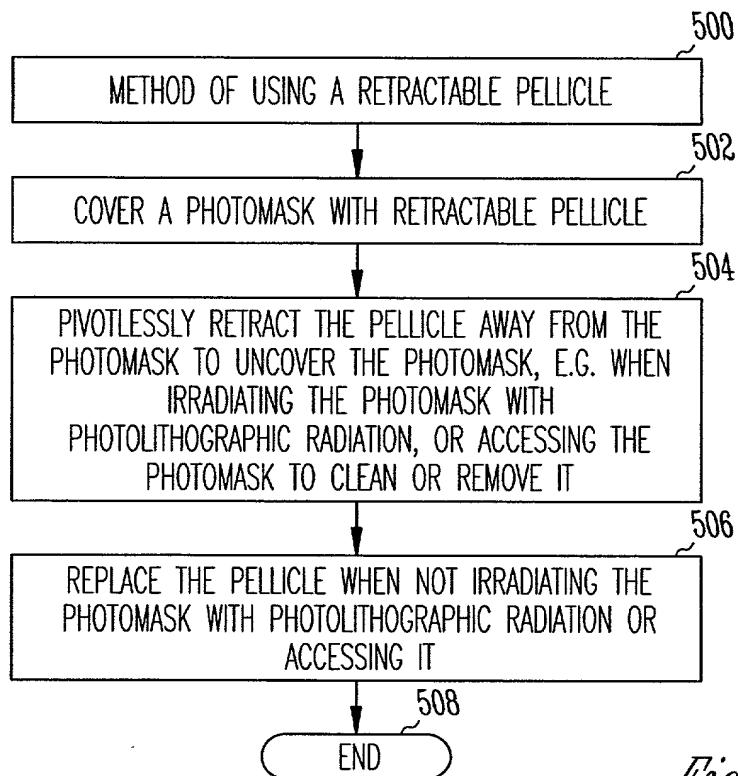 500
METHOD OF USING A RETRACTABLE PELLICLE
502
COVER A PHOTOMASK WITH RETRACTABLE PELLICLE
504
PIVOTLESSLY RETRACT THE PELLICLE AWAY FROM THE
PHOTOMASK TO UNCOVER THE PHOTOMASK, E.G. WHEN
IRRADIATING THE PHOTOMASK WITH
PHOTOLITHOGRAPHIC RADIATION, OR ACCESSING THE
PHOTOMASK TO CLEAN OR REMOVE IT
506
REPLACE THE PELLICLE WHEN NOT IRRADIATING THE
PHOTOMASK WITH PHOTOLITHOGRAPHIC RADIATION OR
ACCESSING IT
508
END